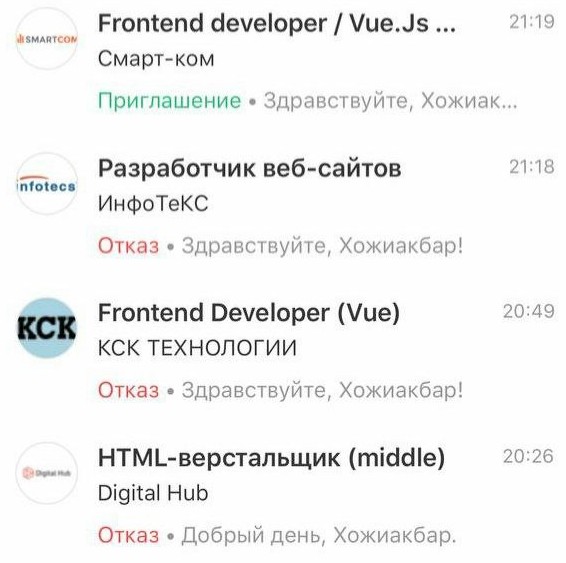 SMARTCOM
Frontend developer / Vue.Js ... 21:19
Смарт-ком
Приглашение • Здравствуйте, Хожиак...
nfotecs
Разработчик веб-сайтов 21:18
ИнфоТеКС
Отказ • Здравствуйте, Хожиакбар!
КСК
Frontend Developer (Vue) 20:49
КСК ТЕХНОЛОГИИ
Отказ • Здравствуйте, Хожиакбар!
Digital Hub
HTML-верстальщик (middle) 20:26
Digital Hub
Отказ • Добрый день, Хожиакбар.